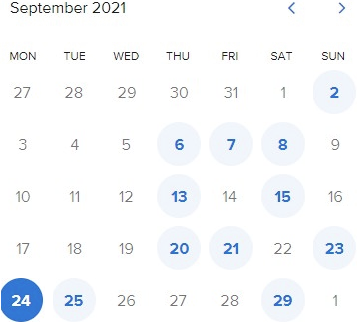 September 2021
MON TUE WED THU FRI SAT SUN
27 28 29 30 31 1 2
3 4 5 6 7 8 9
10 11 12 13 14 15 16
17 18 19 20 21 22 23
24 25 26 27 28 29 1